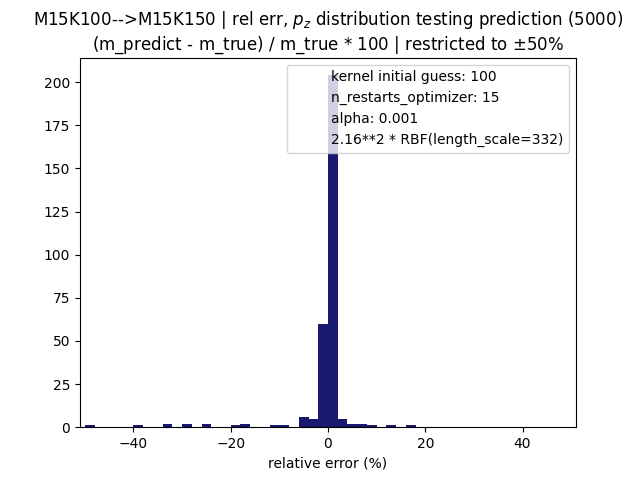 M15K100-->M15K150 | rel err, p_z distribution testing prediction (5000)
(m_predict - m_true) / m_true * 100 | restricted to ±50%
kernel initial guess: 100
n_restarts_optimizer: 15
alpha: 0.001
2.16**2 * RBF(length_scale=332)
200
175
150
125
100
75
50
25
0
−40 −20 0 20 40
relative error (%)